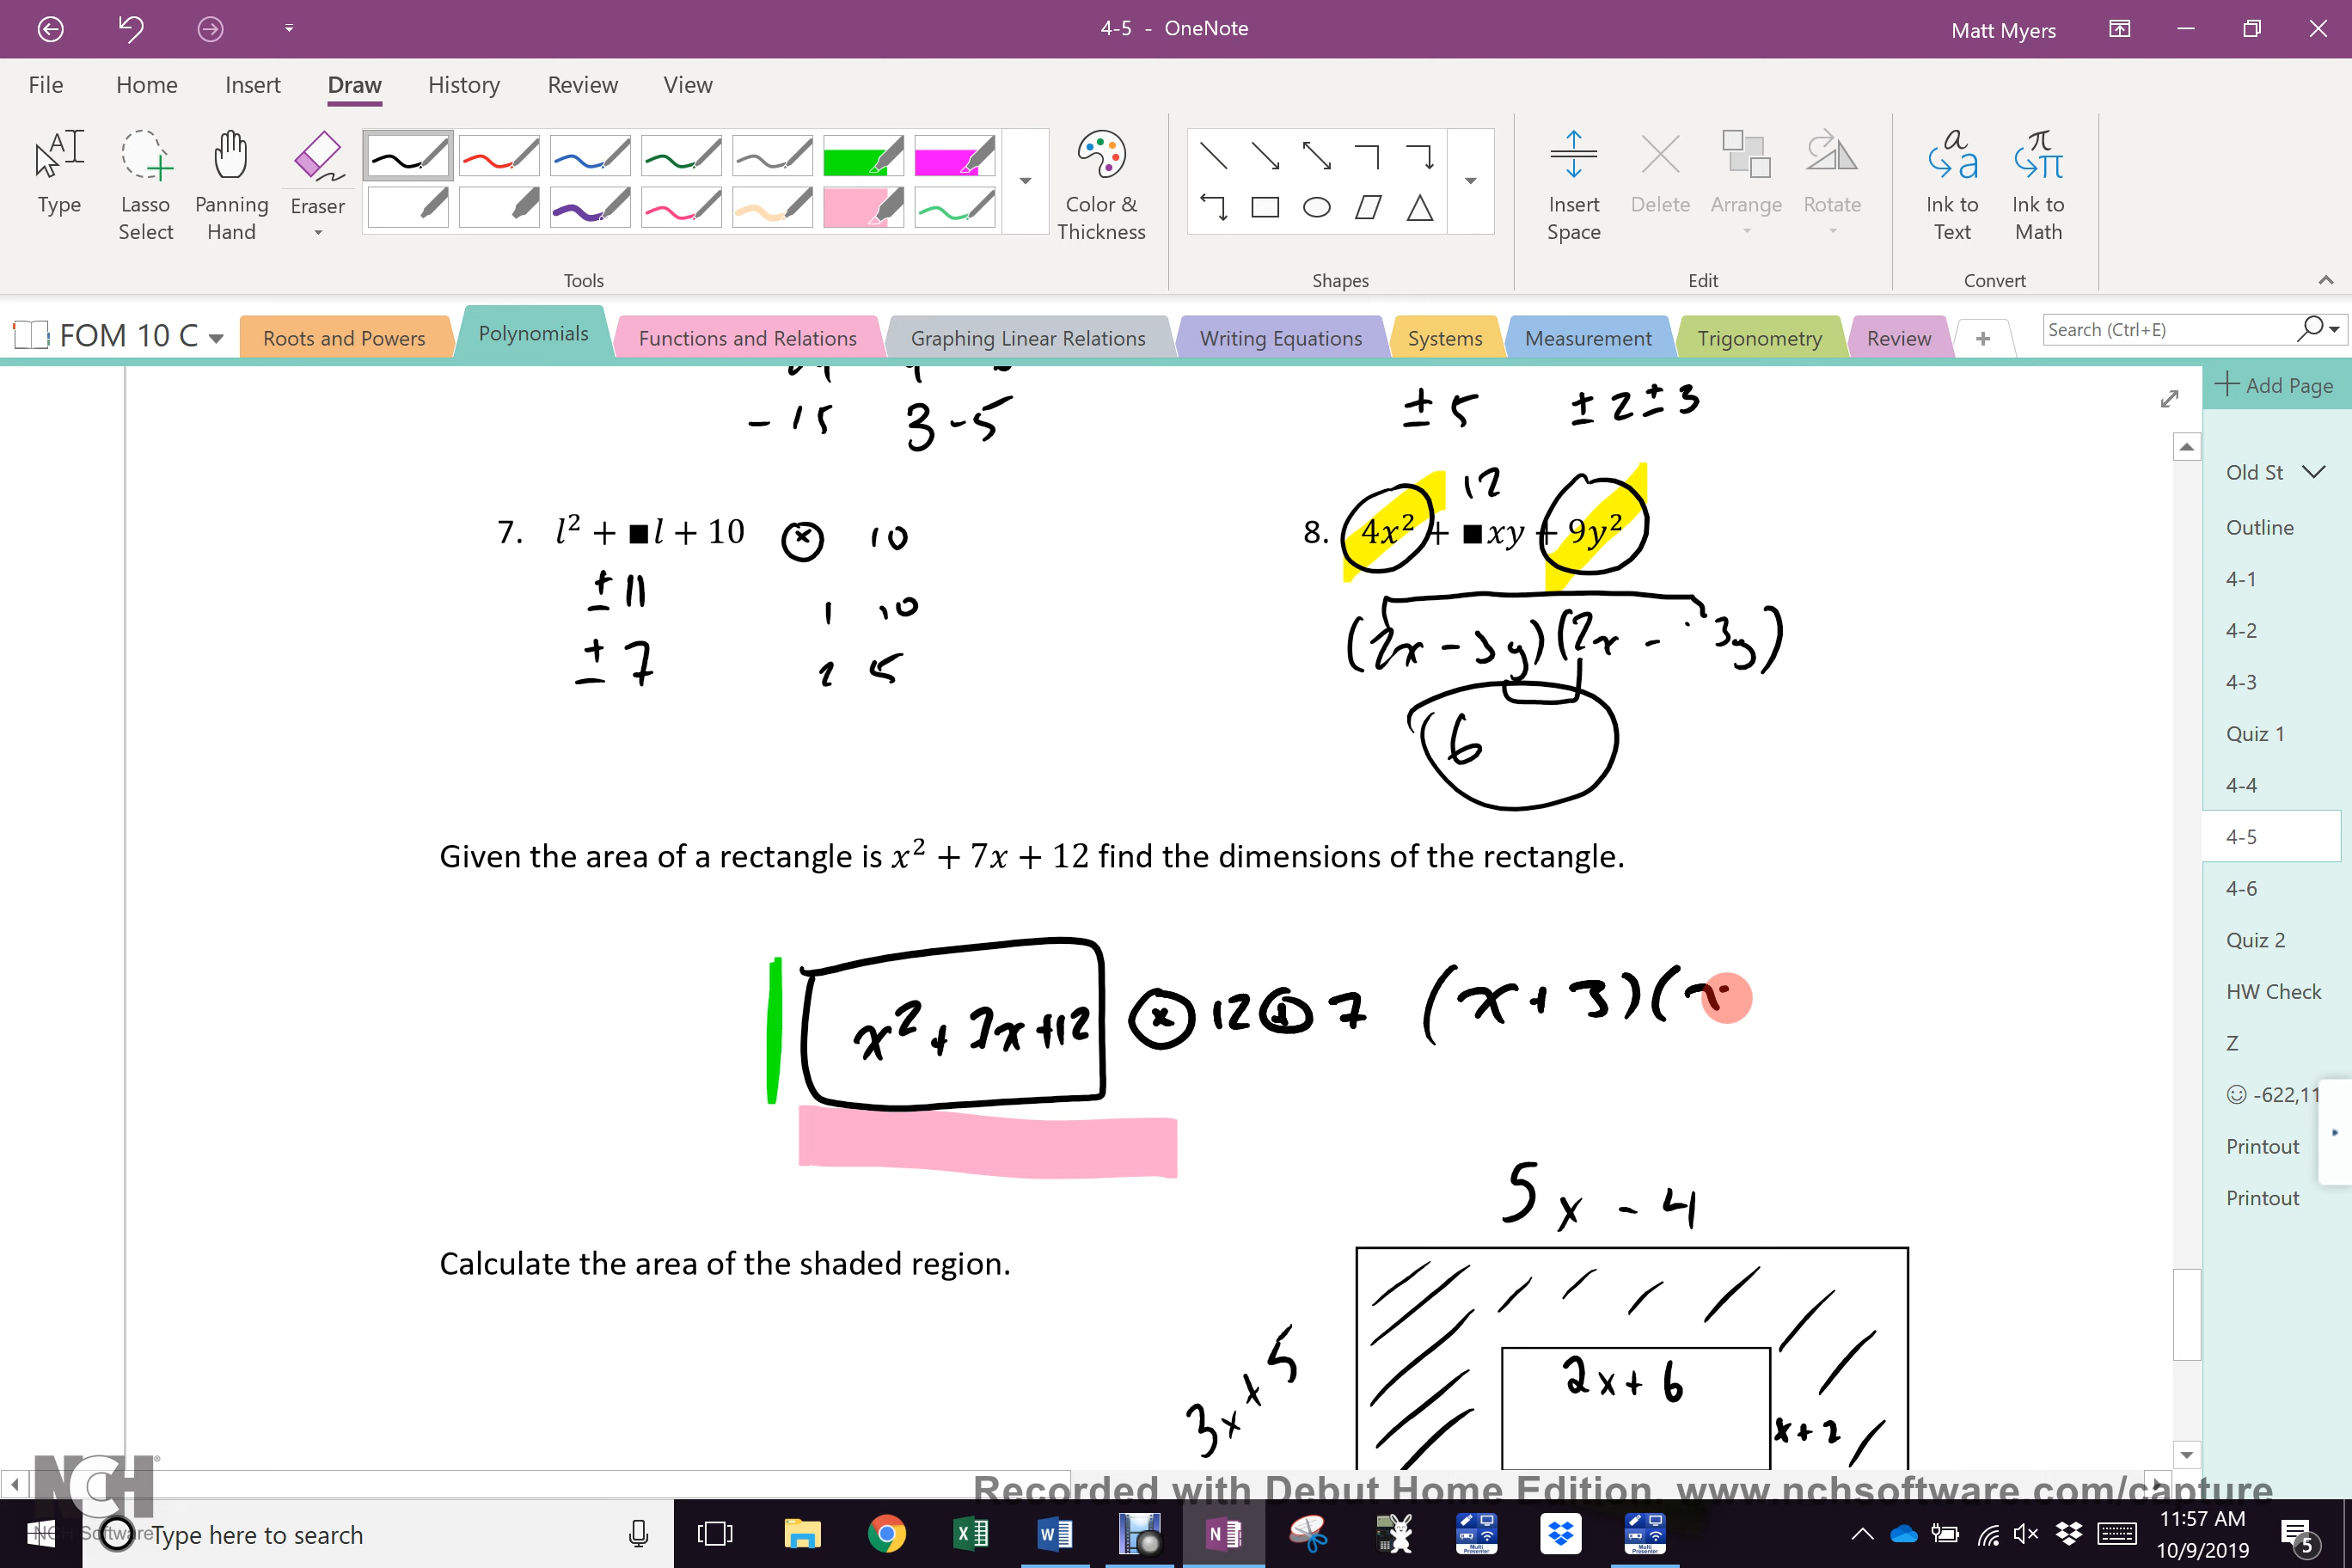 4-5 - OneNote
Matt Myers
File Home Insert Draw History Review View
Type
Lasso Select
Panning Hand
Eraser
Color & Thickness
Insert Space
Delete
Arrange
Rotate
Ink to Text
Ink to Math
Tools
Shapes
Edit
Convert
FOM 10 C
Roots and Powers
Polynomials
Functions and Relations
Graphing Linear Relations
Writing Equations
Systems
Measurement
Trigonometry
Review
Search (Ctrl+E)
Add Page
Old St
Outline
4-1
4-2
4-3
Quiz 1
4-4
4-5
4-6
Quiz 2
HW Check
Z
☺ -622,11
Printout
Printout
- 15 3 -5
± 5 ± 2 ± 3
12
7. l² + ■l + 10 ⊗ 10
± 11 1 10
± 7 2 5
8. 4x² + ■xy + 9y²
(2x - 3y)(2x - 3y)
6
Given the area of a rectangle is x² + 7x + 12 find the dimensions of the rectangle.
x² + 7x + 12 ⊗ 12 ⊕ 7 (x + 3)(x
5x - 4
Calculate the area of the shaded region.
3x + 5
2x + 6
x + 2
NCH®
NCH Software
Recorded with Debut Home Edition. www.nchsoftware.com/capture
Type here to search
11:57 AM
10/9/2019
5